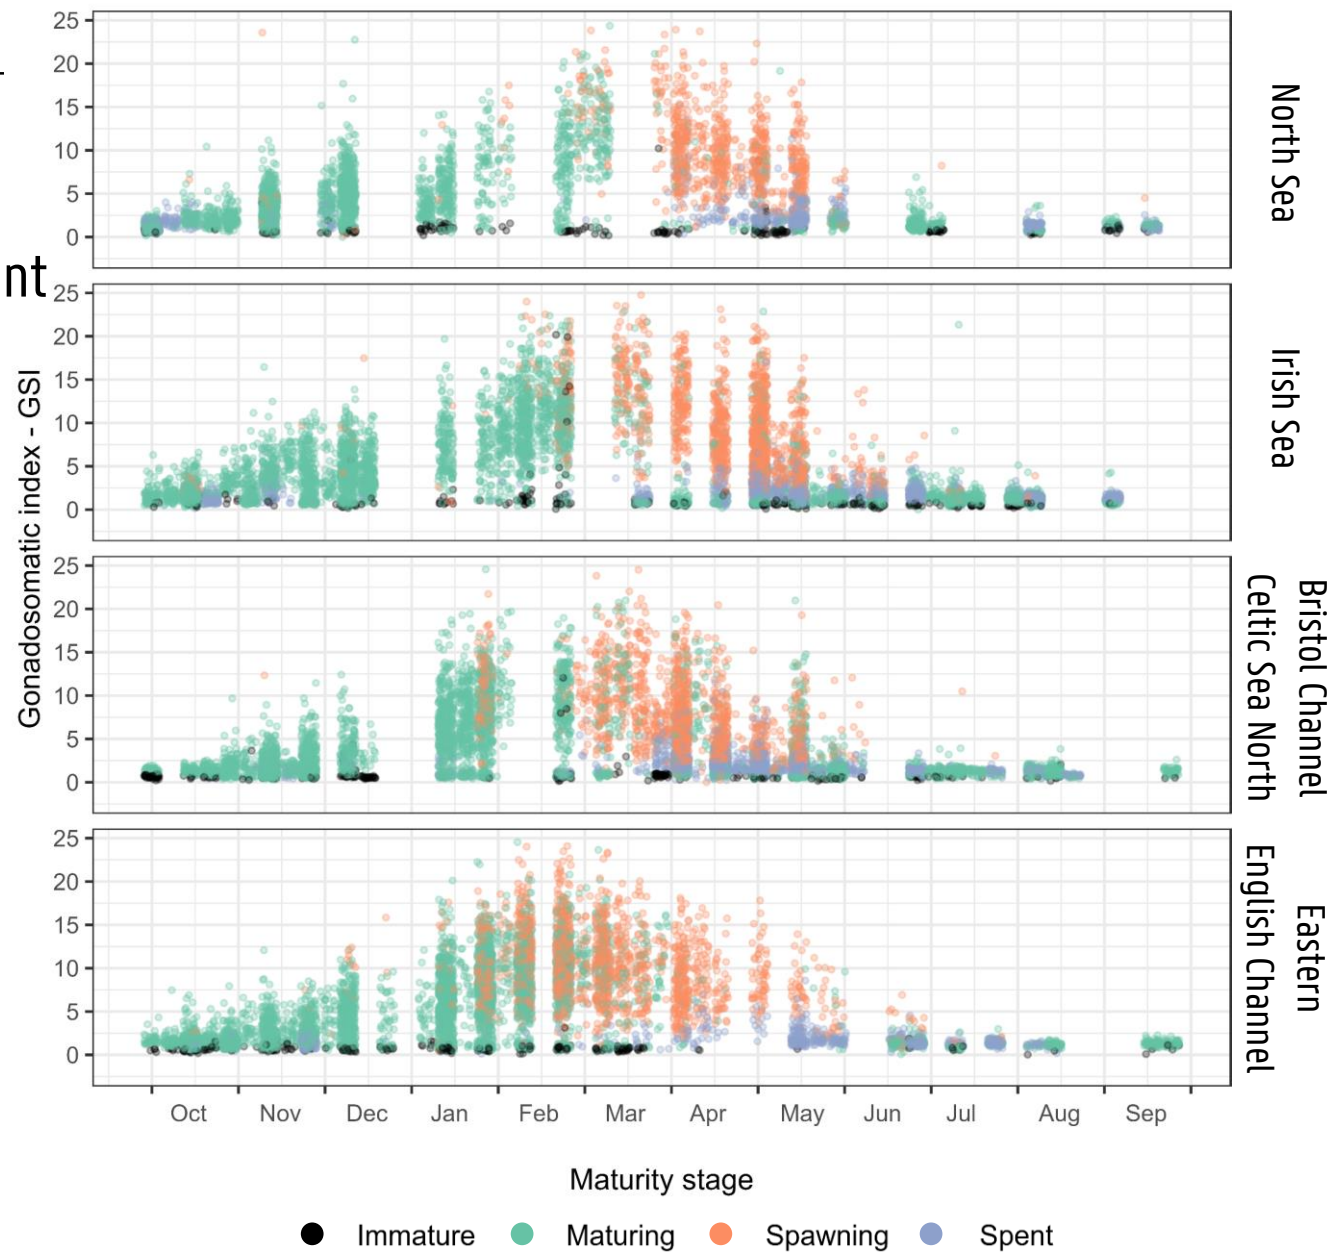 nt
Gonadosomatic index - GSI
25
20
15
10
5
0
North Sea
25
20
15
10
5
0
Irish Sea
25
20
15
10
5
0
Bristol Channel
Celtic Sea North
25
20
15
10
5
0
Eastern
English Channel
Oct Nov Dec Jan Feb Mar Apr May Jun Jul Aug Sep
Maturity stage
Immature Maturing Spawning Spent